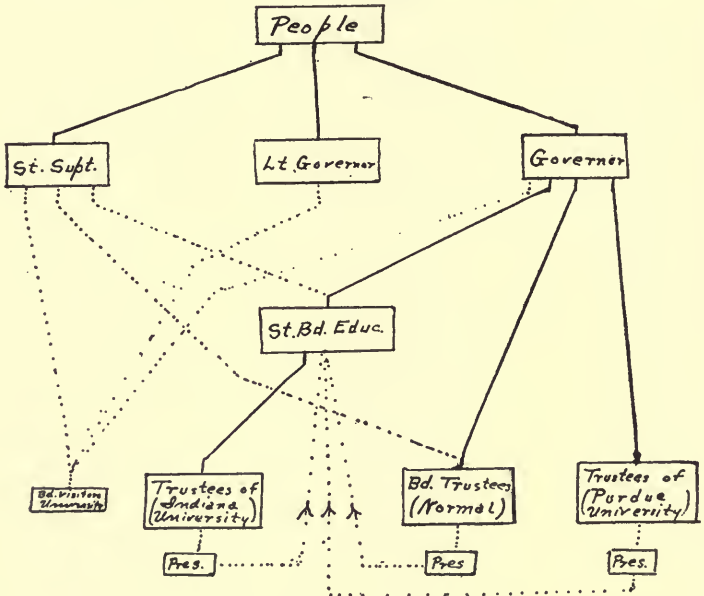 People
St. Supt.
Lt. Governor
Governor
St. Bd. Educ.
Bd. Visitors
University
Trustees of
(Indiana
University)
Bd. Trustees
(Normal)
Trustees of
(Purdue
University)
Pres.
Pres
Pres.